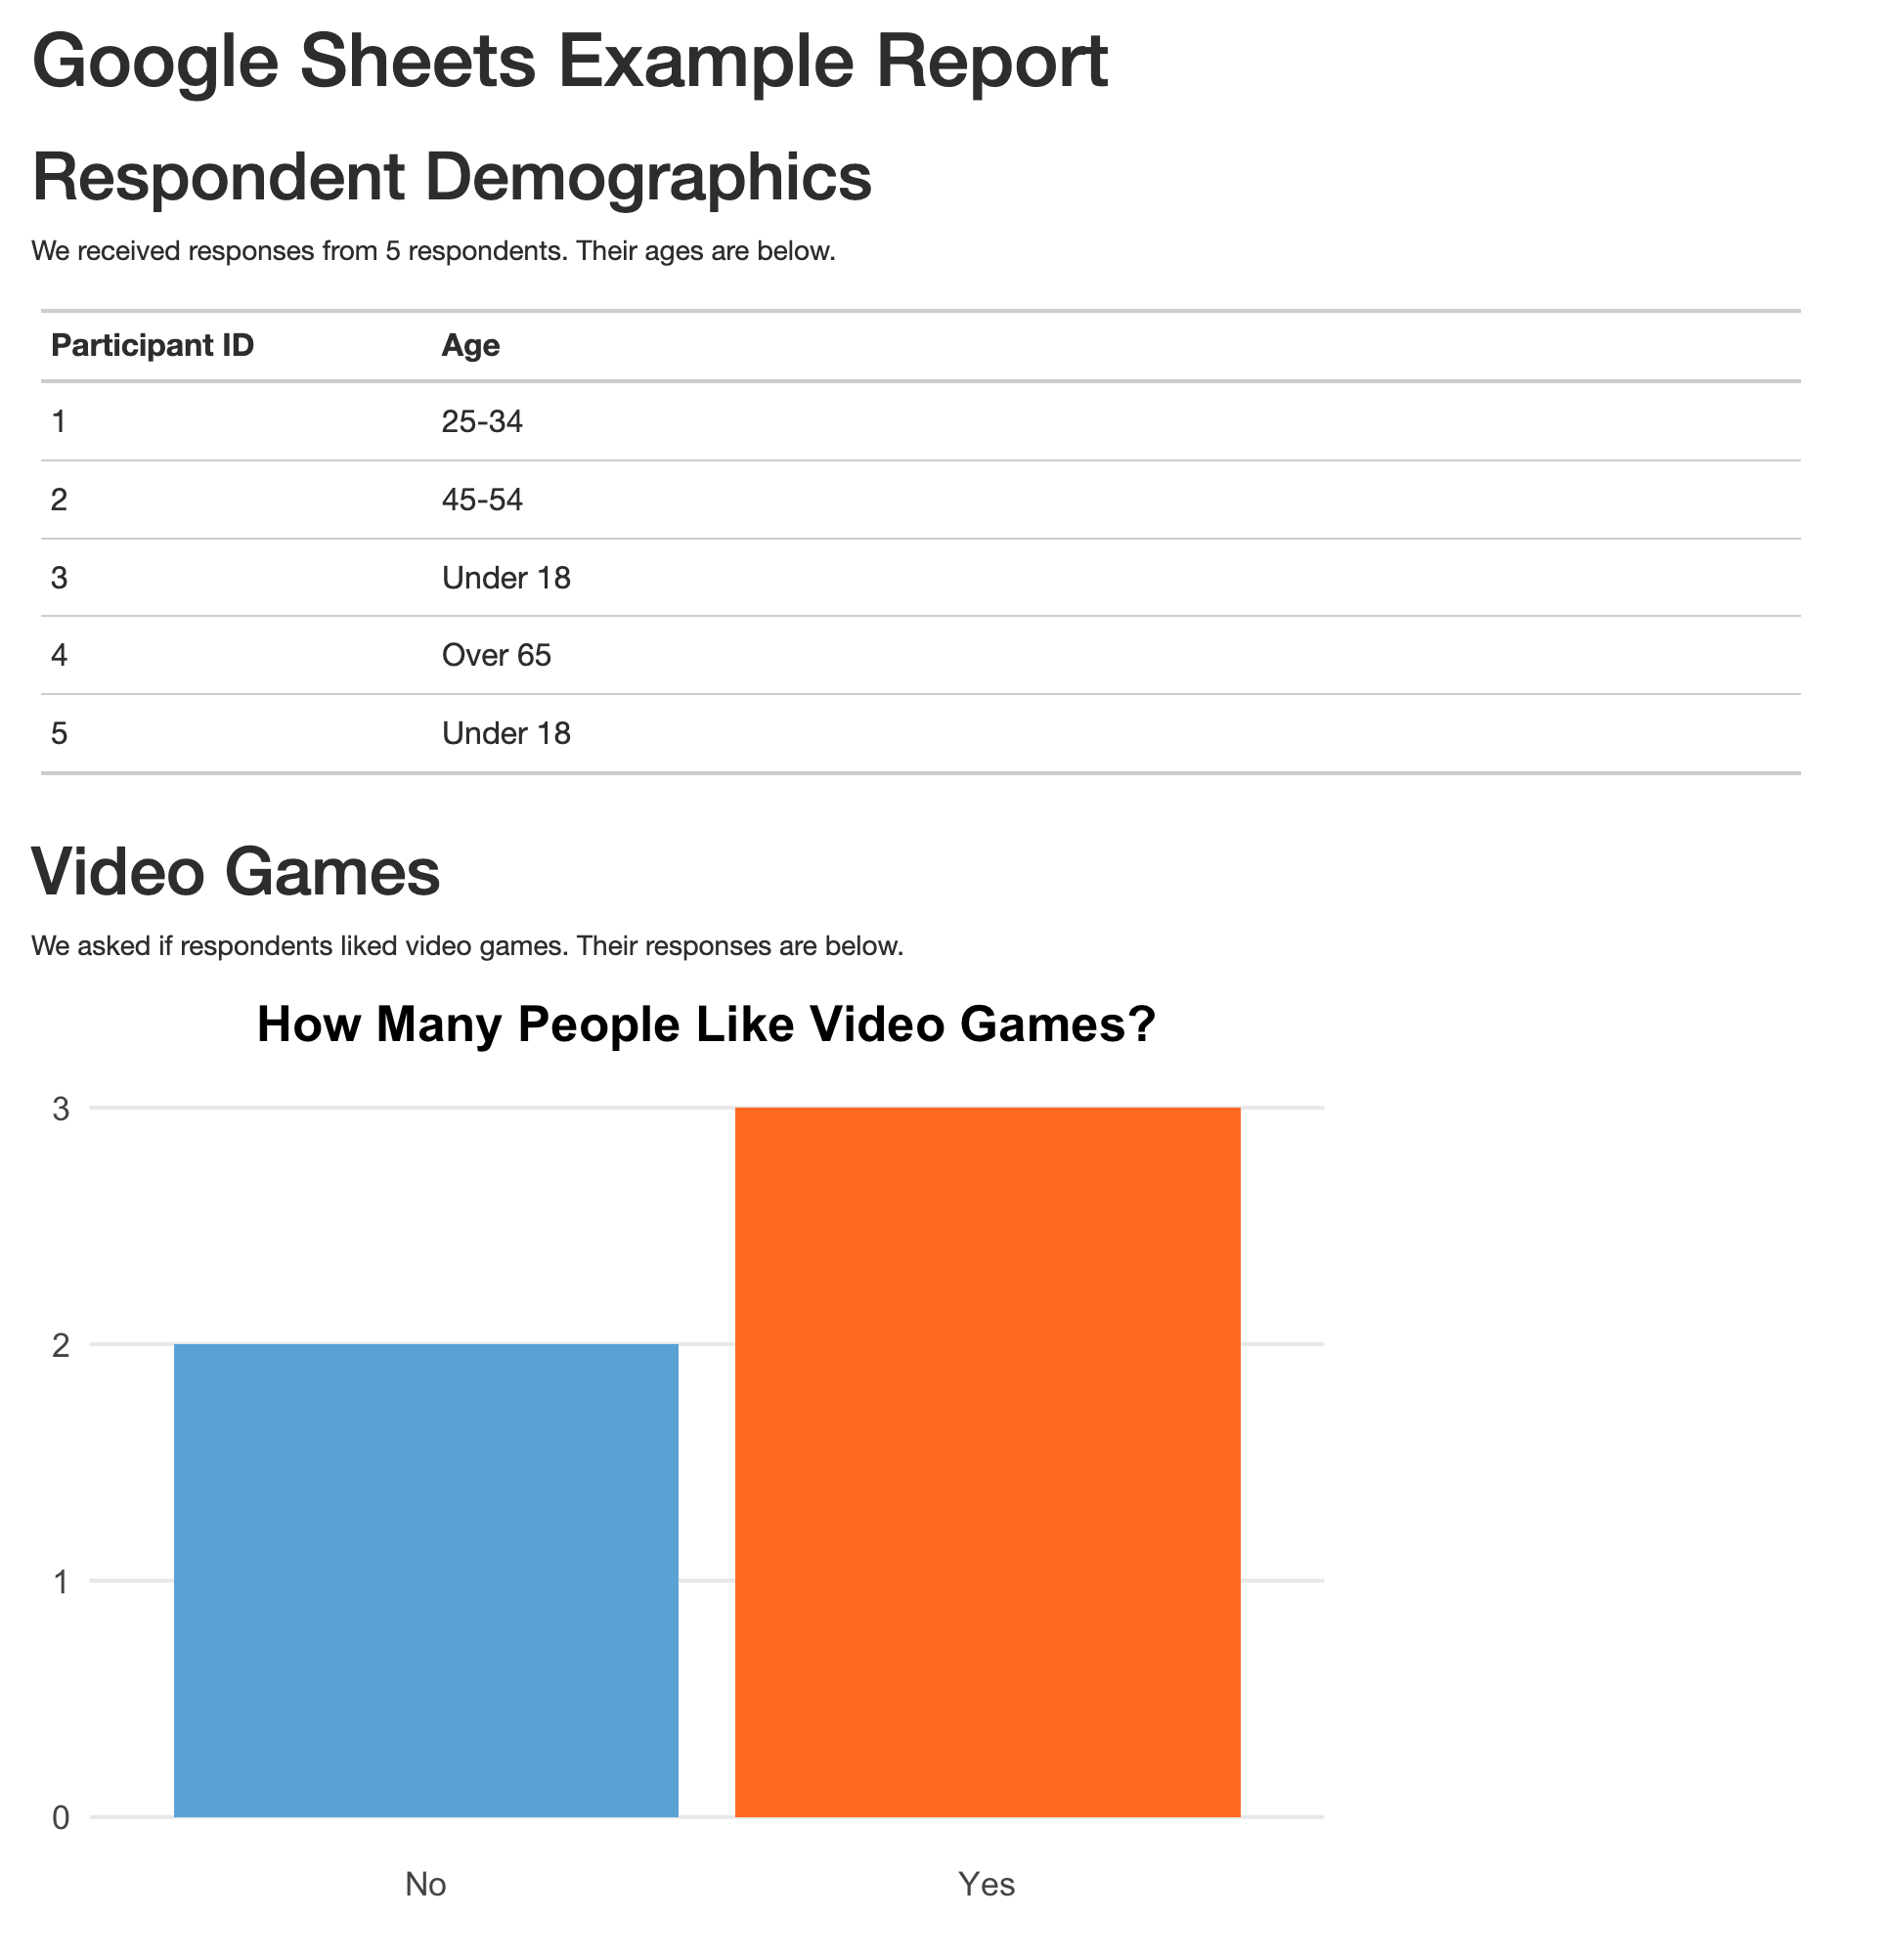 Google Sheets Example Report
Respondent Demographics
We received responses from 5 respondents. Their ages are below.
Participant ID Age
1 25-34
2 45-54
3 Under 18
4 Over 65
5 Under 18
Video Games
We asked if respondents liked video games. Their responses are below.
How Many People Like Video Games?
3
2
1
0
No Yes